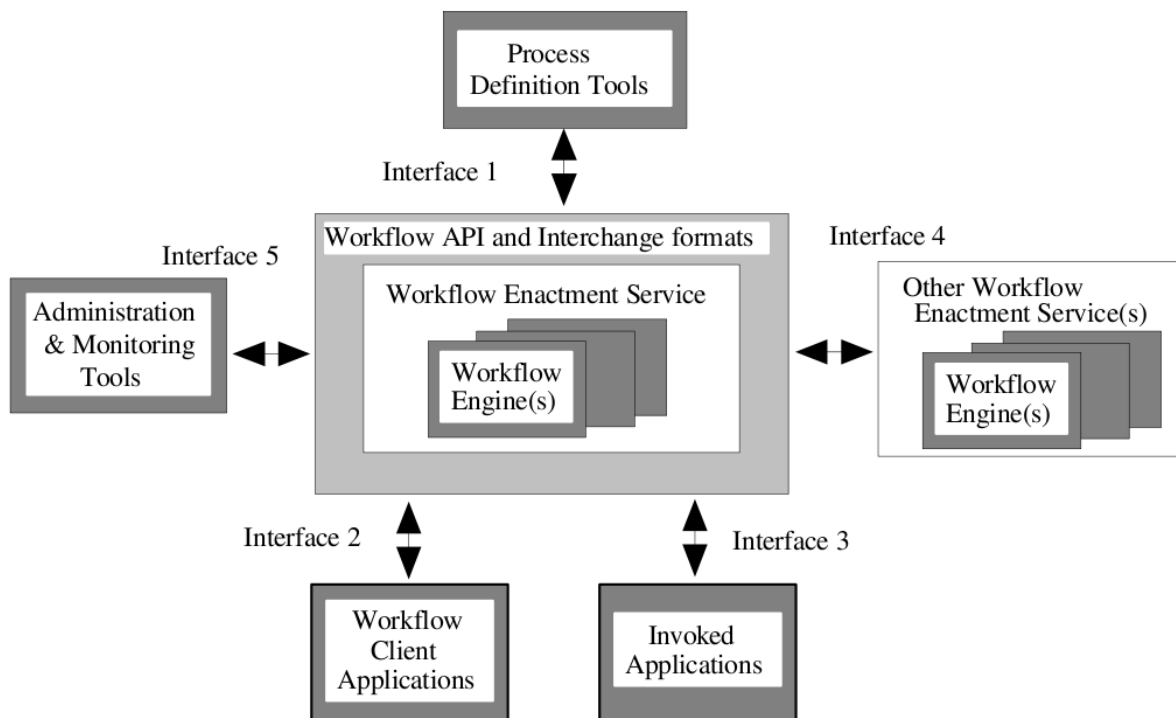 Process
Definition Tools
Interface 1
Workflow API and Interchange formats
Interface 4
Interface 5
Workflow Enactment Service
Other Workflow
Enactment Service(s)
Administration
& Monitoring
Tools
Workflow
Engine(s)
Workflow
Engine(s)
Interface 2
Interface 3
Workflow
Client
Applications
Invoked
Applications